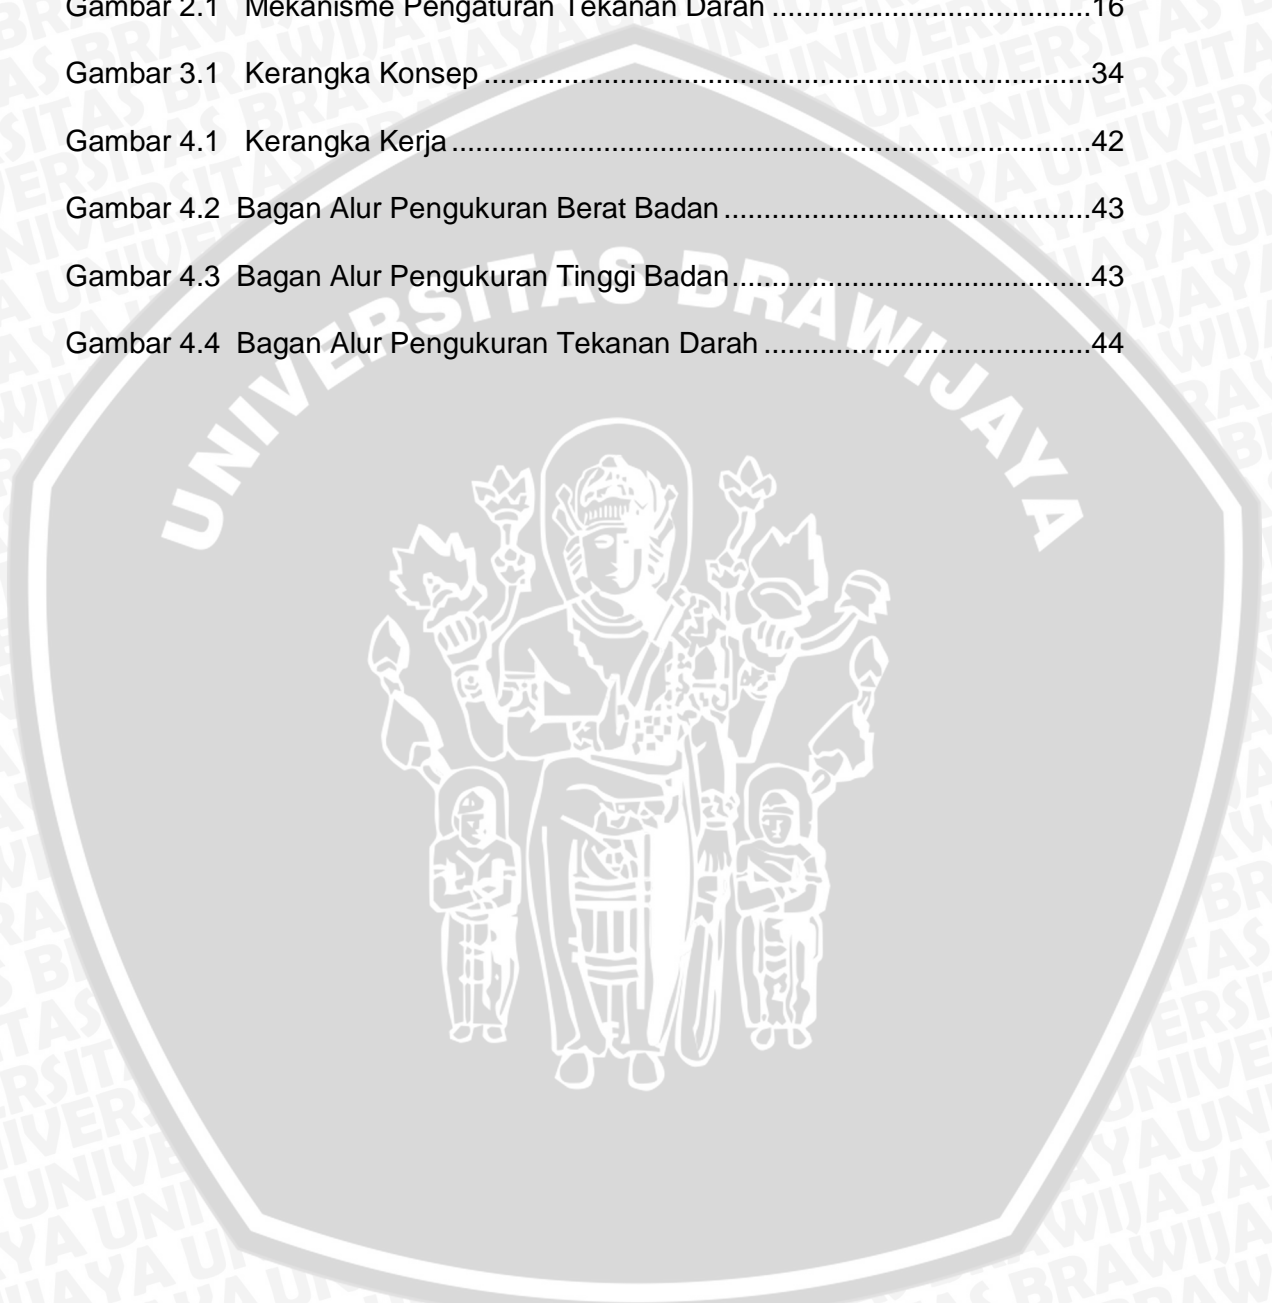 Gambar 2.1 Mekanisme Pengaturan Tekanan Darah ........................................16
Gambar 3.1 Kerangka Konsep ............................................................................34
Gambar 4.1 Kerangka Kerja ................................................................................42
Gambar 4.2 Bagan Alur Pengukuran Berat Badan ..............................................43
Gambar 4.3 Bagan Alur Pengukuran Tinggi Badan .............................................43
Gambar 4.4 Bagan Alur Pengukuran Tekanan Darah .........................................44
UNIVERSITAS BRAWIJAYA